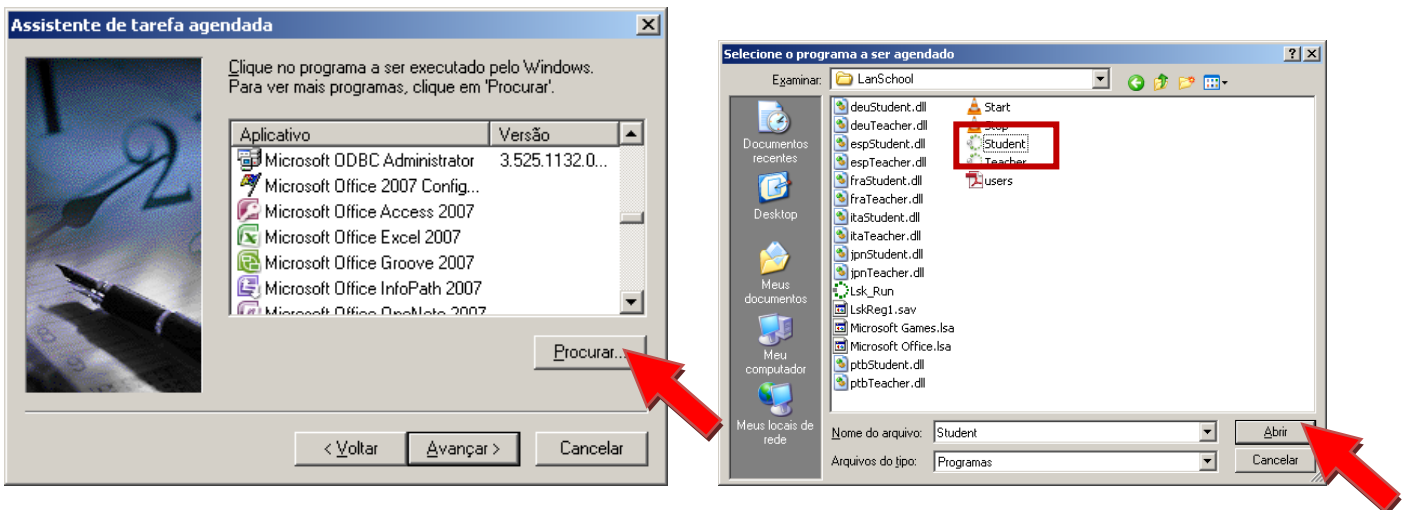 Assistente de tarefa agendada
Clique no programa a ser executado pelo Windows.
Para ver mais programas, clique em 'Procurar'.
Aplicativo Versão
Microsoft ODBC Administrator 3.525.1132.0...
Microsoft Office 2007 Config...
Microsoft Office Access 2007
Microsoft Office Excel 2007
Microsoft Office Groove 2007
Microsoft Office InfoPath 2007
Microsoft Office OneNote 2007
Procurar...
< Voltar
Avançar >
Cancelar
Selecione o programa a ser agendado
Examinar:
LanSchool
Documentos recentes
Desktop
Meus documentos
Meu computador
Meus locais de rede
deuStudent.dll
deuTeacher.dll
espStudent.dll
espTeacher.dll
fraStudent.dll
fraTeacher.dll
itaStudent.dll
itaTeacher.dll
jpnStudent.dll
jpnTeacher.dll
Lsk_Run
LskReg1.sav
Microsoft Games.lsa
Microsoft Office.lsa
ptbStudent.dll
ptbTeacher.dll
Start
Stop
Student
Teacher
users
Nome do arquivo: Student
Abrir
Arquivos do tipo: Programas
Cancelar